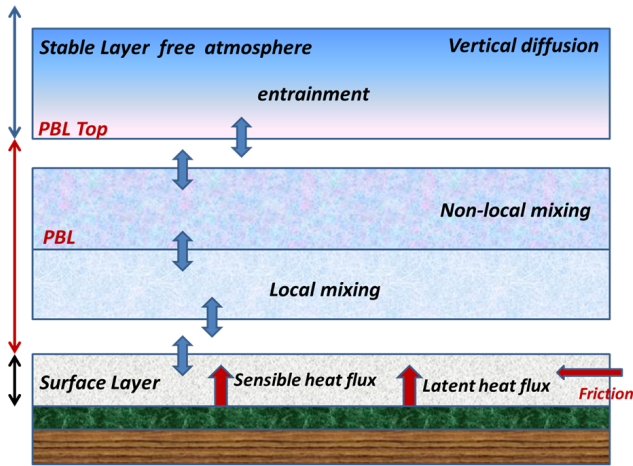 Stable Layer free atmosphere
Vertical diffusion
entrainment
PBL Top
Non-local mixing
PBL
Local mixing
Surface Layer
Sensible heat flux
Latent heat flux
Friction